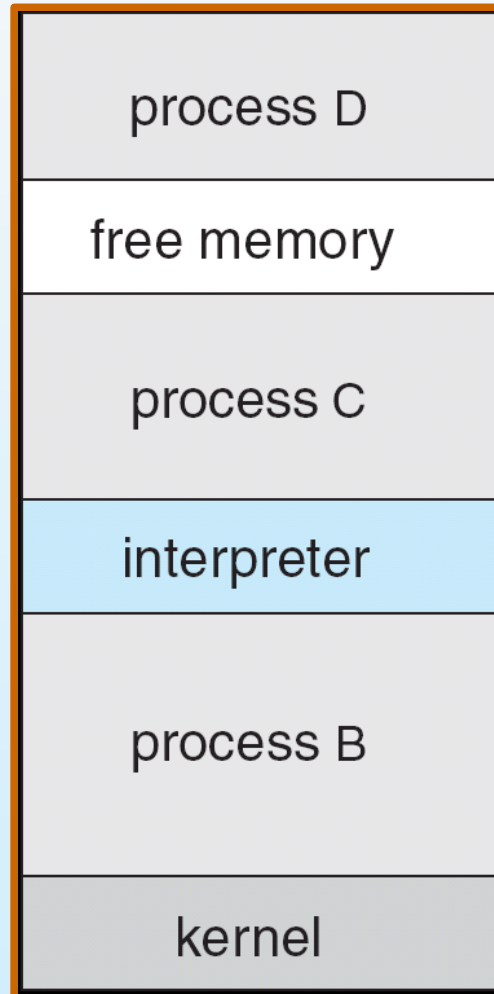 process D
free memory
process C
interpreter
process B
kernel